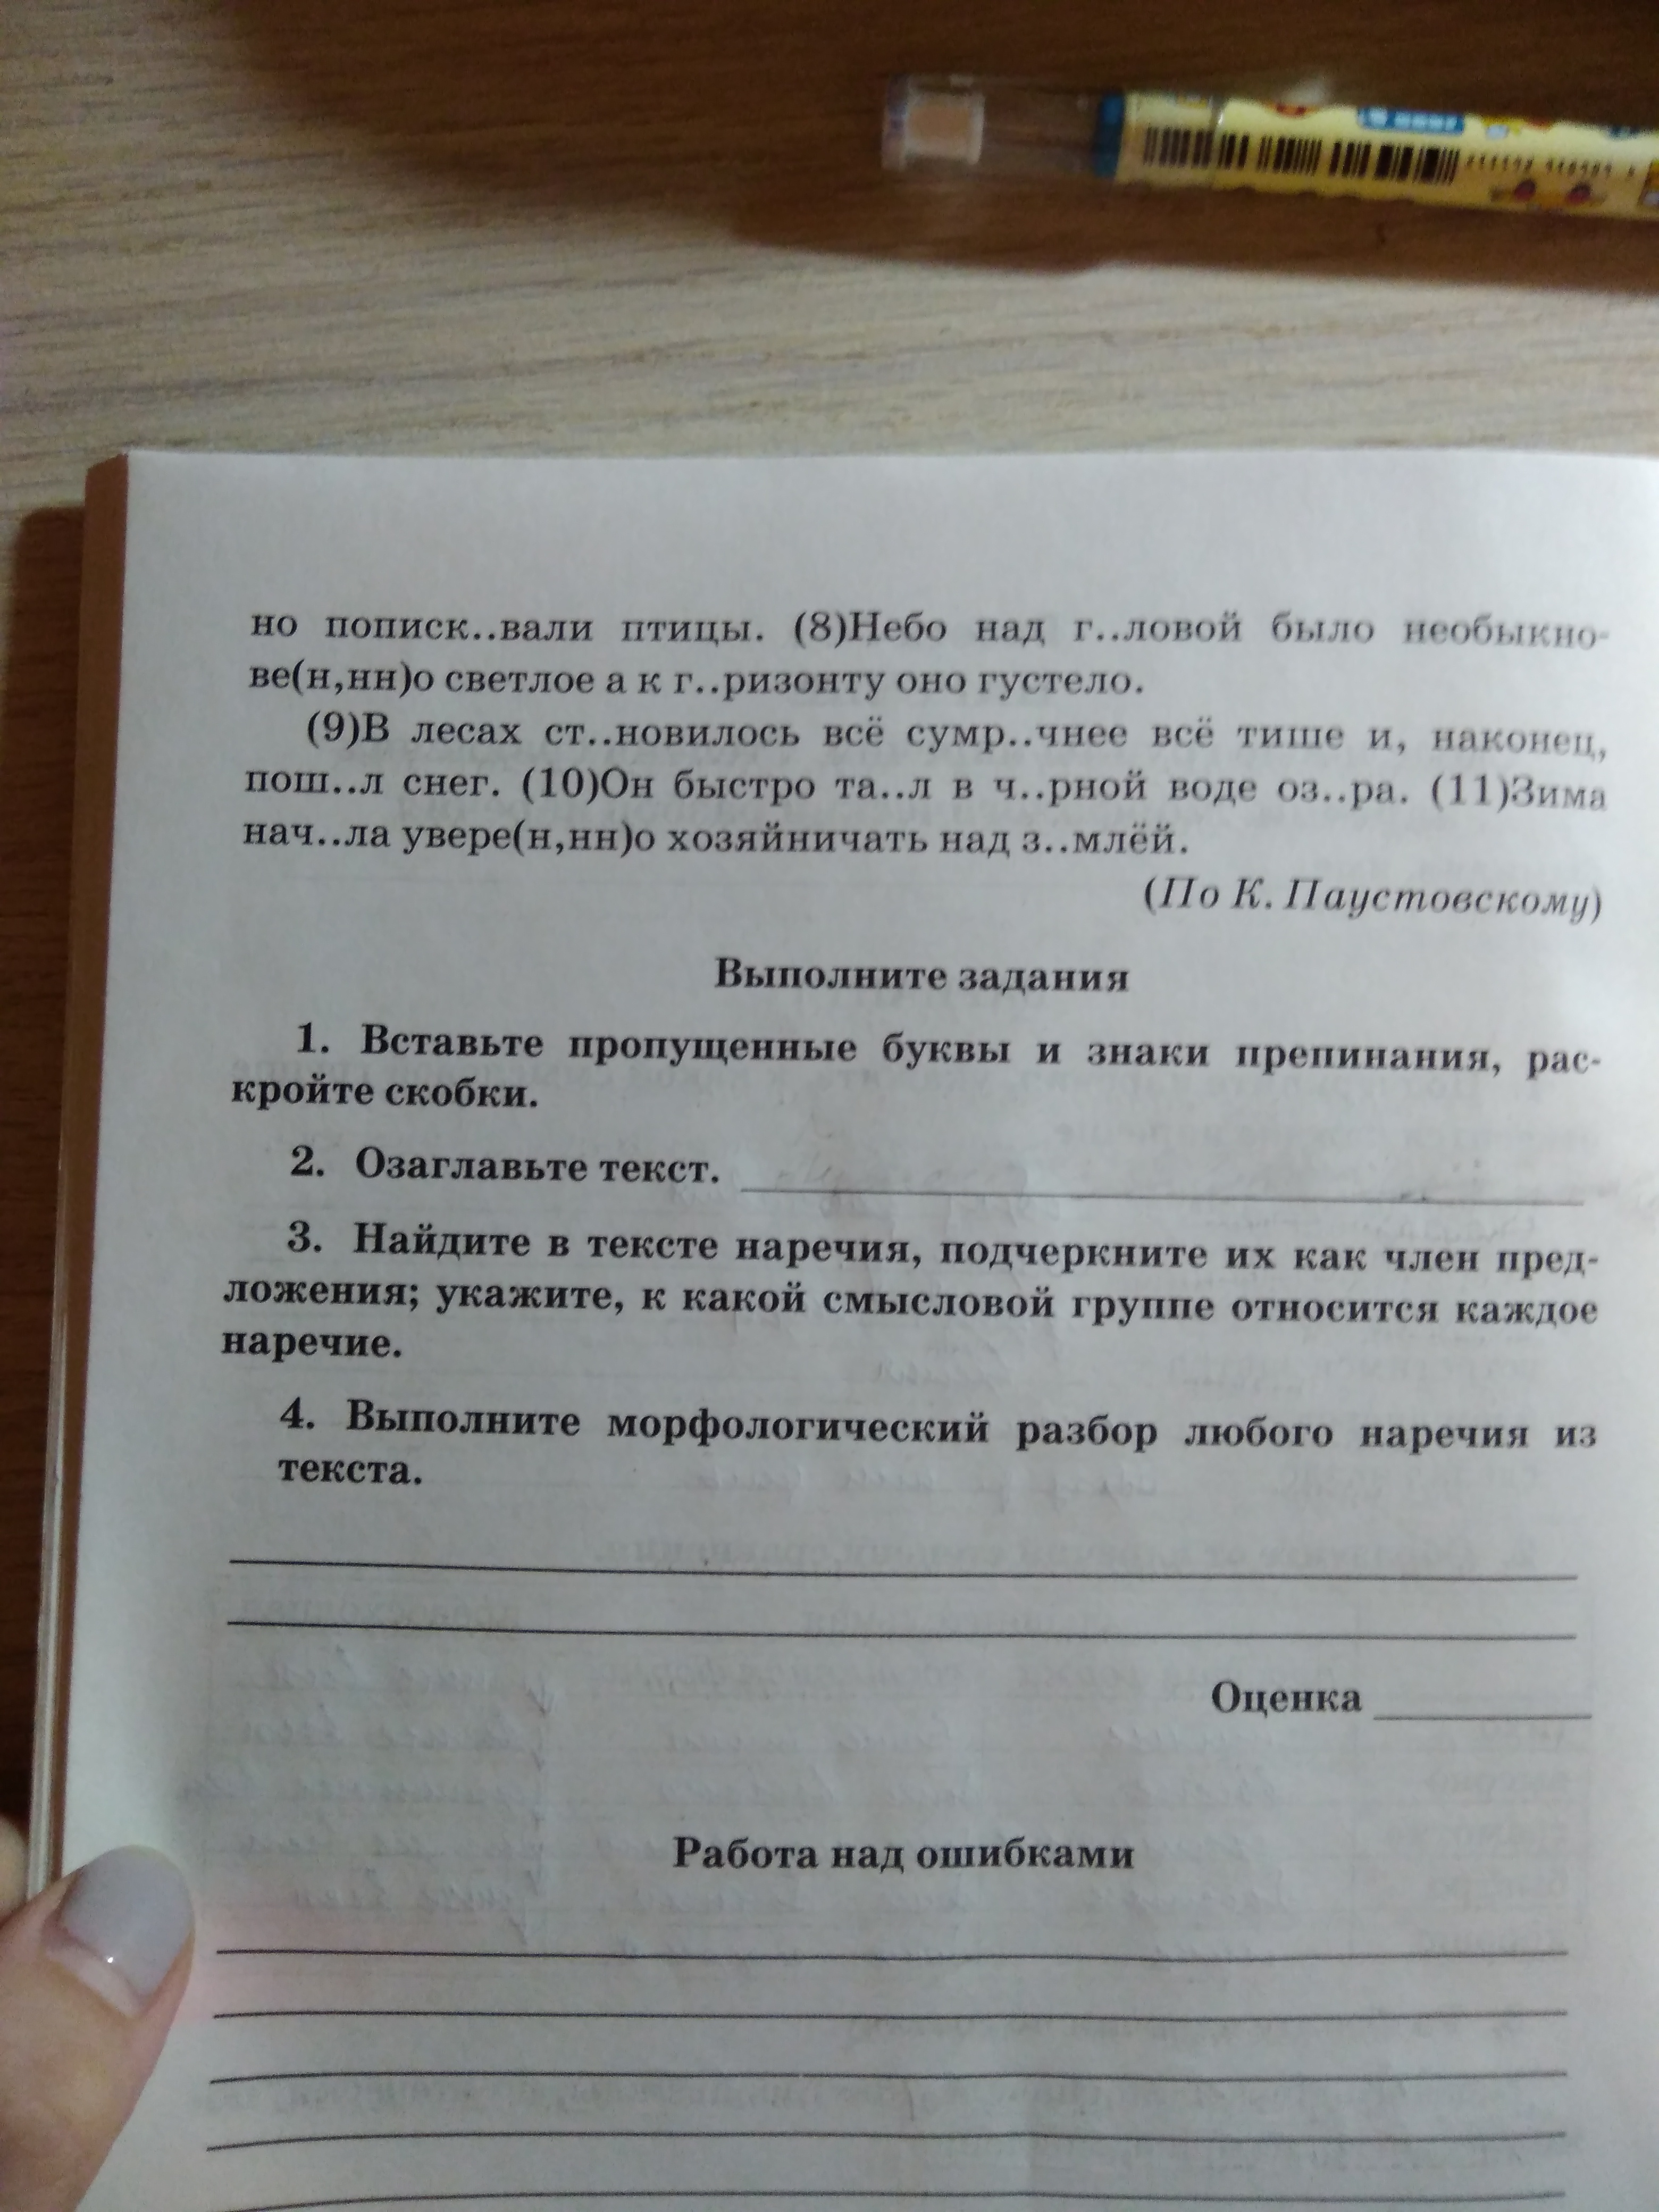 но пописк..вали птицы. (8)Небо над г..ловой было необыкно-
ве(н,нн)о светлое а к г..ризонту оно густело.
(9)В лесах ст..новилось всё сумр..чнее всё тише и, наконец,
пош..л снег. (10)Он быстро та..л в ч..рной воде оз..ра. (11)Зима
нач..ла увере(н,нн)о хозяйничать над з..млёй.
(По К. Паустовскому)
Выполните задания
1. Вставьте пропущенные буквы и знаки препинания, рас-
кройте скобки.
2. Озаглавьте текст.
3. Найдите в тексте наречия, подчеркните их как член пред-
ложения; укажите, к какой смысловой группе относится каждое
наречие.
4. Выполните морфологический разбор любого наречия из
текста.
Оценка
Работа над ошибками